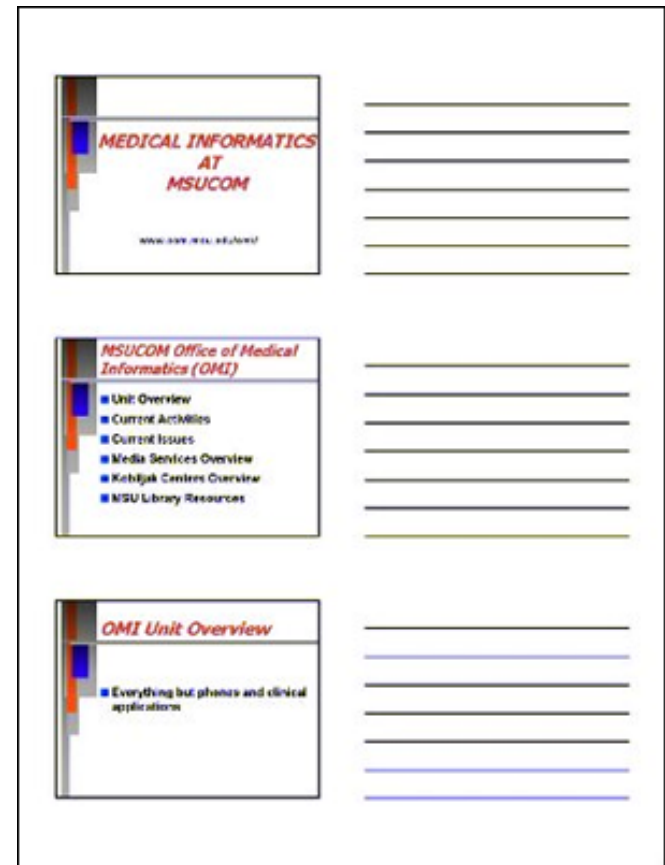 MEDICAL INFORMATICS
AT
MSUCOM
MSUCOM Office of Medical
Informatics (OMI)
Unit Overview
Current Activities
Current Issues
Media Services Overview
Centers Overview
MSU Library Resources
OMI Unit Overview
Everything but phones and clinical
applications